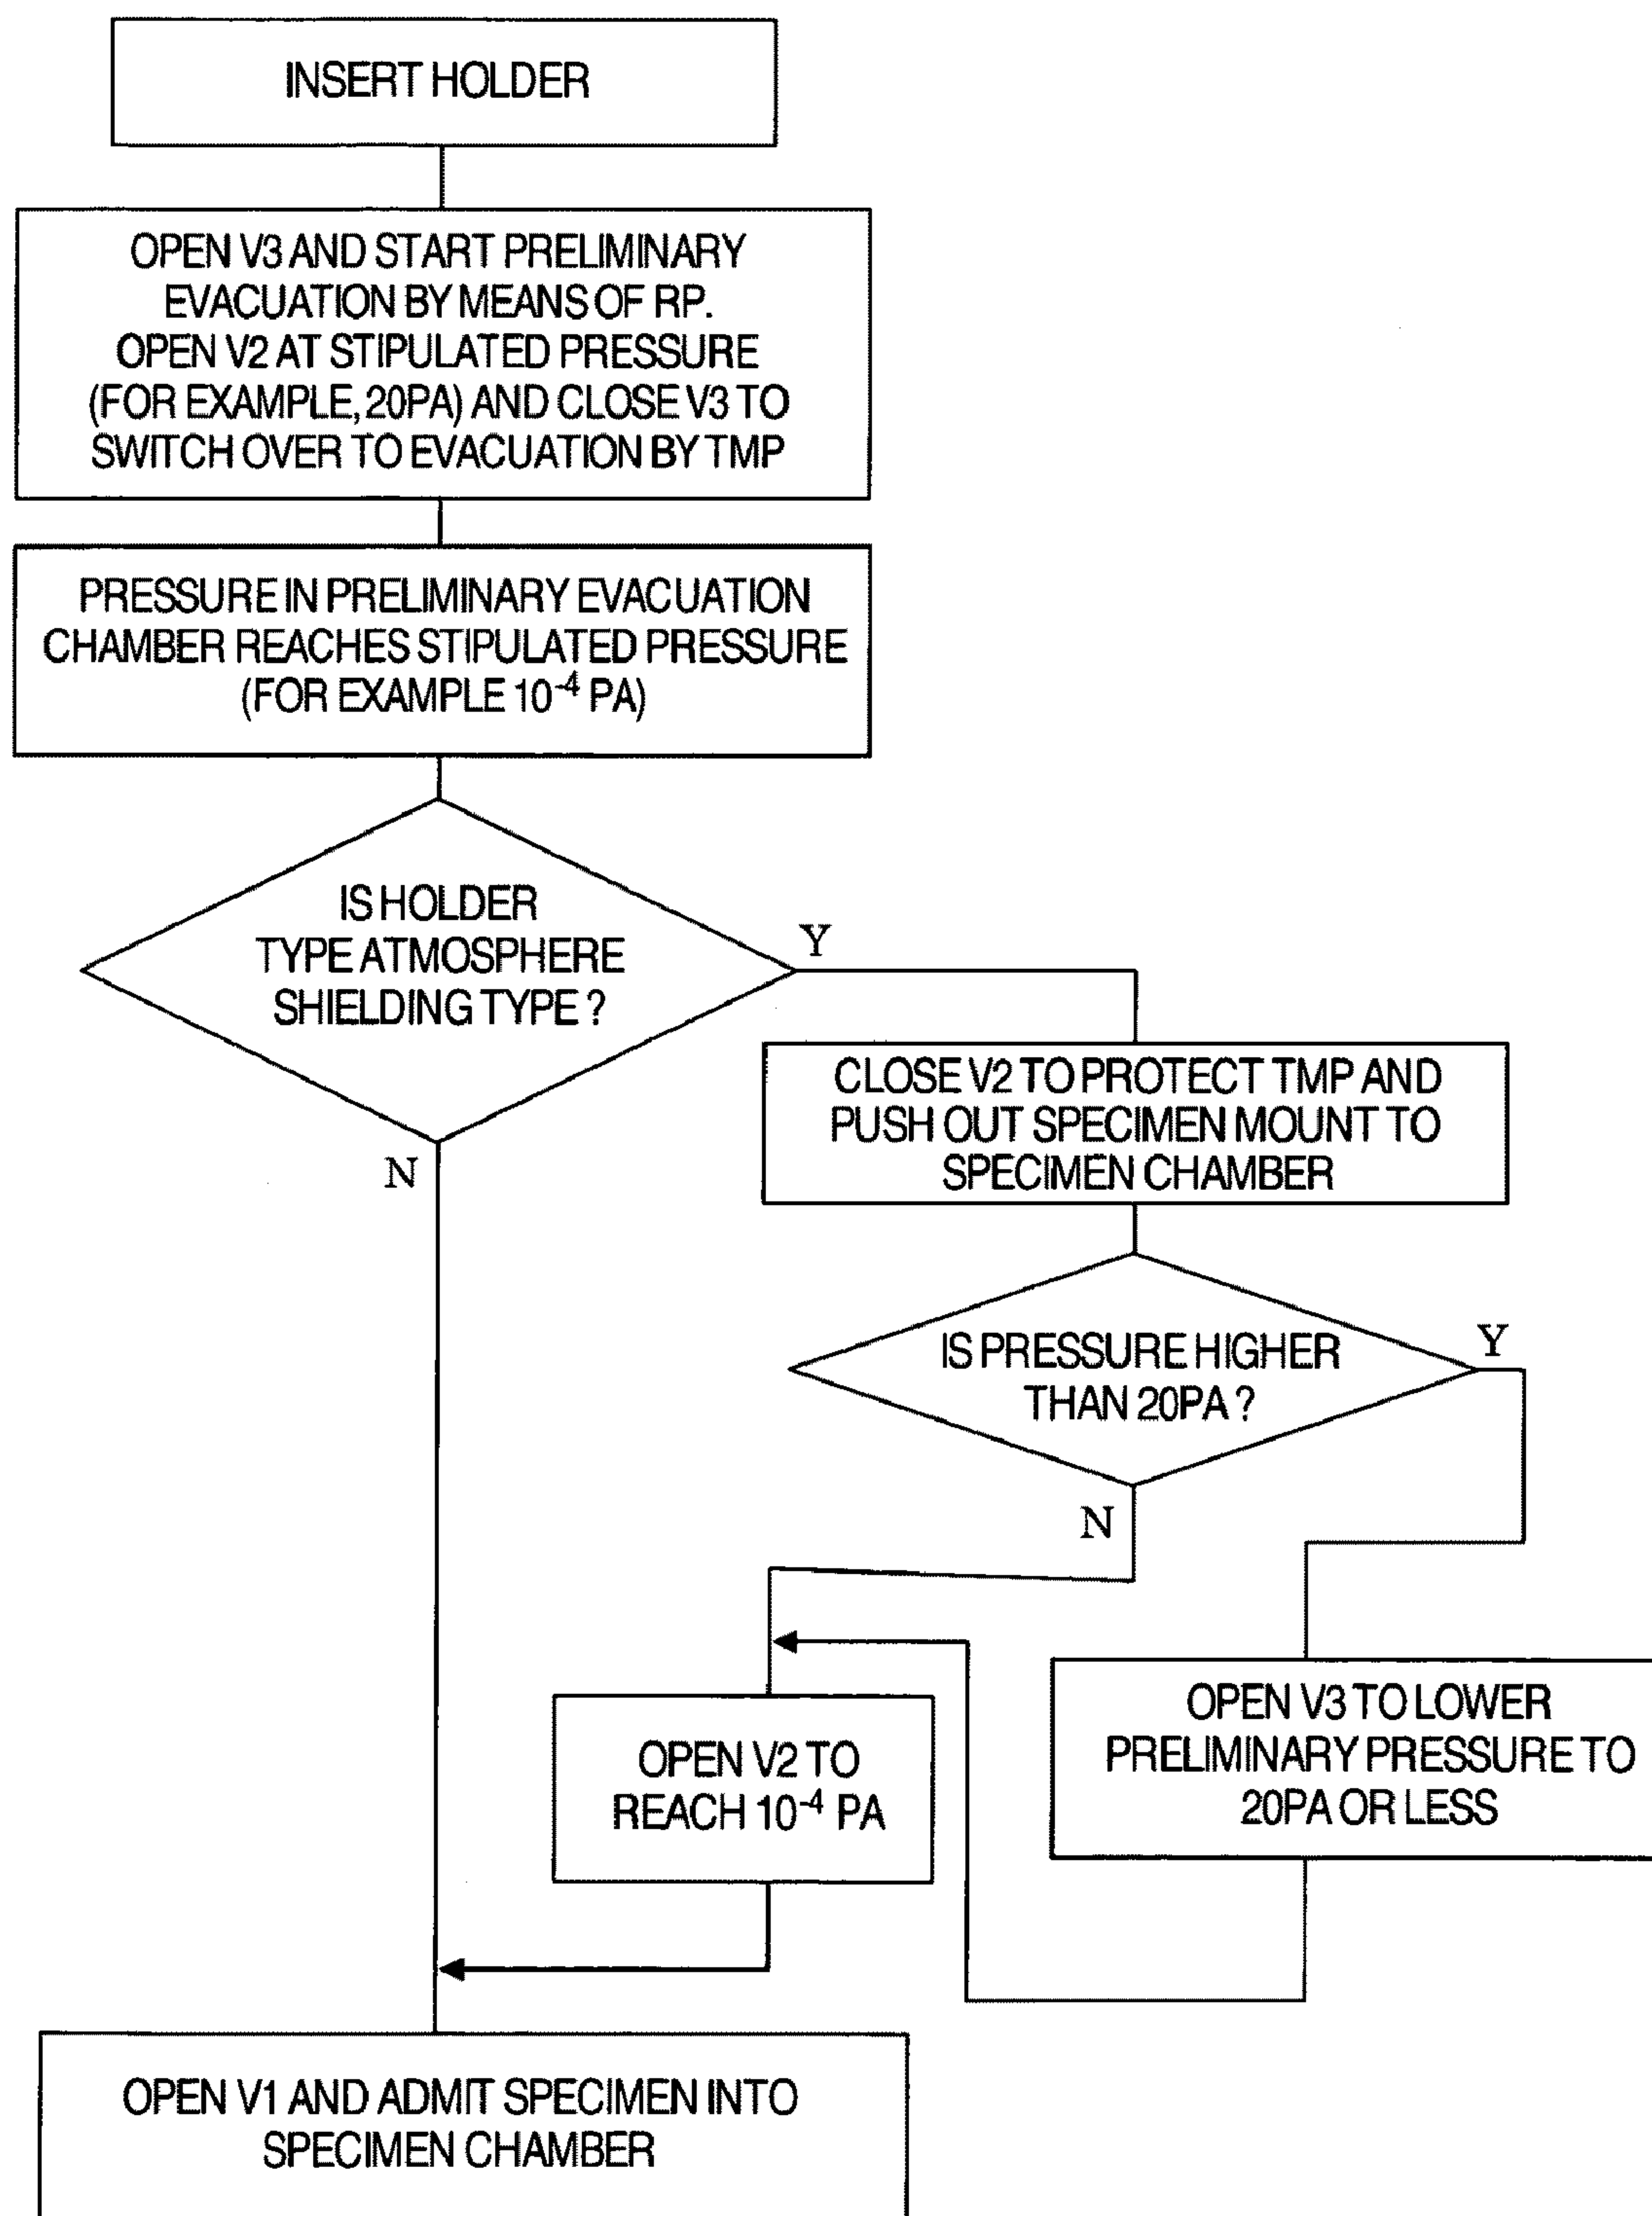 INSERT HOLDER
OPEN V3 AND START PRELIMINARY
EVACUATION BY MEANS OF RP.
OPEN V2 AT STIPULATED PRESSURE
(FOR EXAMPLE, 20PA) AND CLOSE V3 TO
SWITCH OVER TO EVACUATION BY TMP
PRESSURE IN PRELIMINARY EVACUATION
CHAMBER REACHES STIPULATED PRESSURE
(FOR EXAMPLE 10⁻⁴ PA)
IS HOLDER
TYPE ATMOSPHERE
SHIELDING TYPE ?
Y
N
CLOSE V2 TO PROTECT TMP AND
PUSH OUT SPECIMEN MOUNT TO
SPECIMEN CHAMBER
IS PRESSURE HIGHER
THAN 20PA ?
Y
N
OPEN V3 TO LOWER
PRELIMINARY PRESSURE TO
20PA OR LESS
OPEN V2 TO
REACH 10⁻⁴ PA
OPEN V1 AND ADMIT SPECIMEN INTO
SPECIMEN CHAMBER